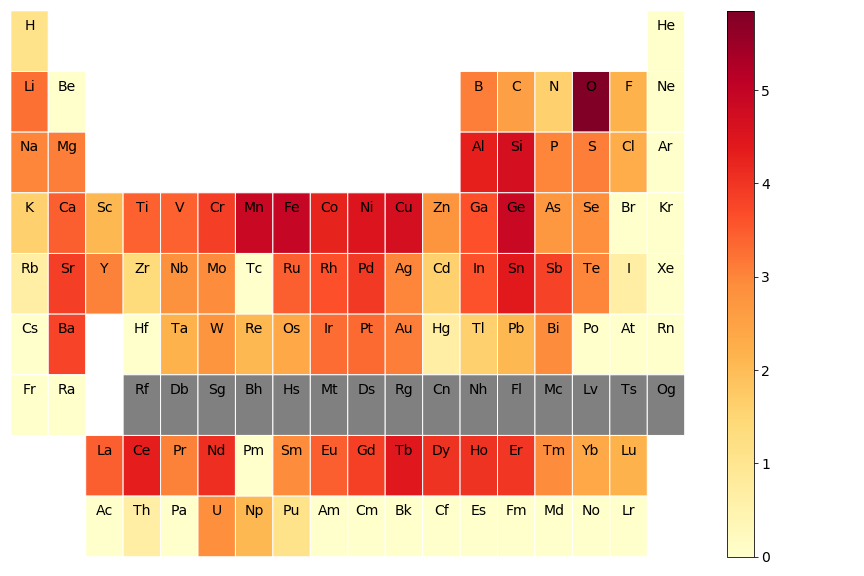 H He
Li Be B C N O F Ne
Na Mg Al Si P S Cl Ar
K Ca Sc Ti V Cr Mn Fe Co Ni Cu Zn Ga Ge As Se Br Kr
Rb Sr Y Zr Nb Mo Tc Ru Rh Pd Ag Cd In Sn Sb Te I Xe
Cs Ba Hf Ta W Re Os Ir Pt Au Hg Tl Pb Bi Po At Rn
Fr Ra Rf Db Sg Bh Hs Mt Ds Rg Cn Nh Fl Mc Lv Ts Og
La Ce Pr Nd Pm Sm Eu Gd Tb Dy Ho Er Tm Yb Lu
Ac Th Pa U Np Pu Am Cm Bk Cf Es Fm Md No Lr
5
4
3
2
1
0